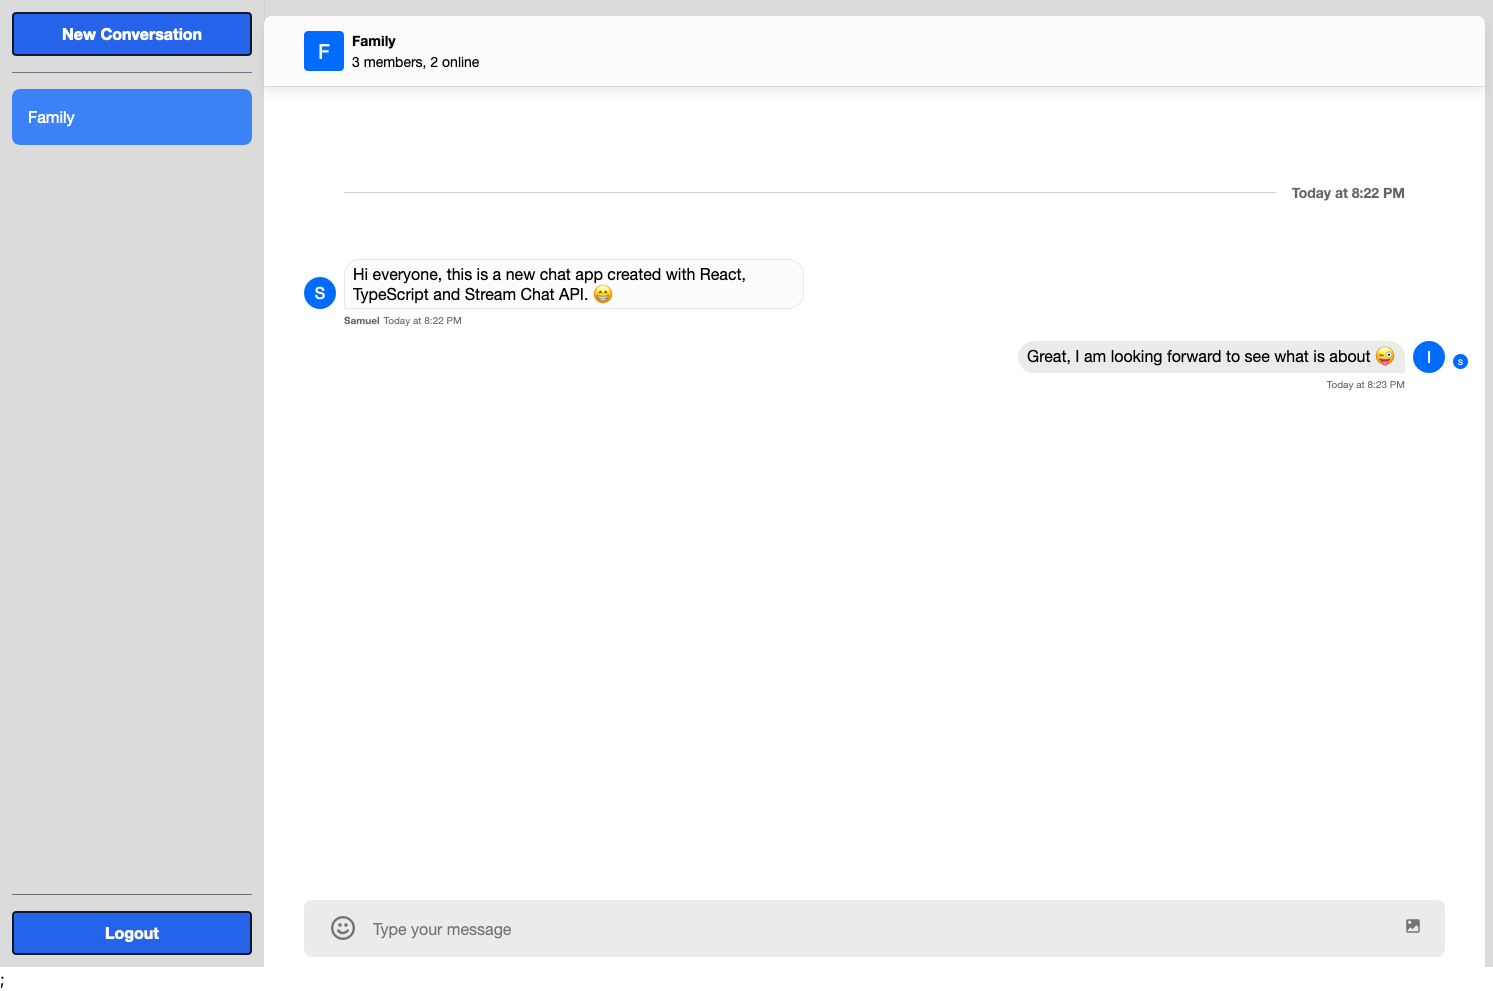 New Conversation
Family
F
Family
3 members, 2 online
Today at 8:22 PM
Hi everyone, this is a new chat app created with React,
TypeScript and Stream Chat API. 😁
S
Samuel Today at 8:22 PM
Great, I am looking forward to see what is about 😜
I
S
Today at 8:23 PM
Type your message
Logout
;